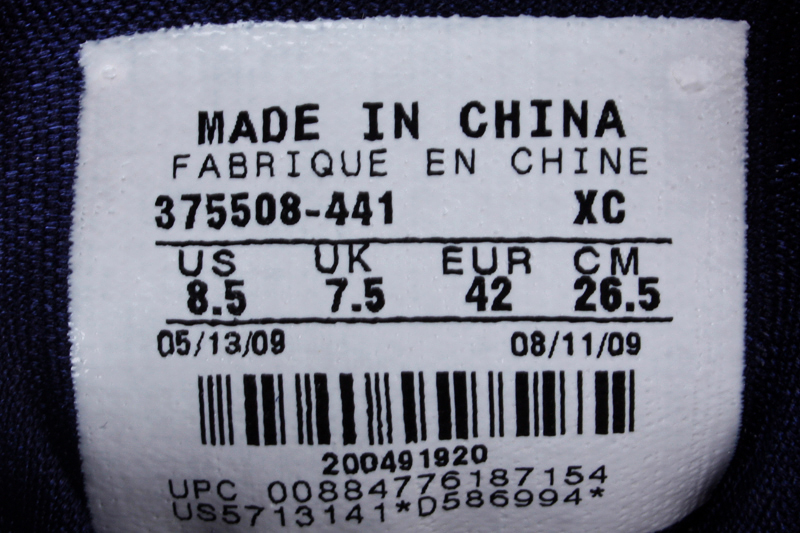 MADE IN CHINA
FABRIQUE EN CHINE
375508-441 XC
US UK EUR CM
8.5 7.5 42 26.5
05/13/09 08/11/09
200491920
UPC 00884776187154
US5713141*D586994*